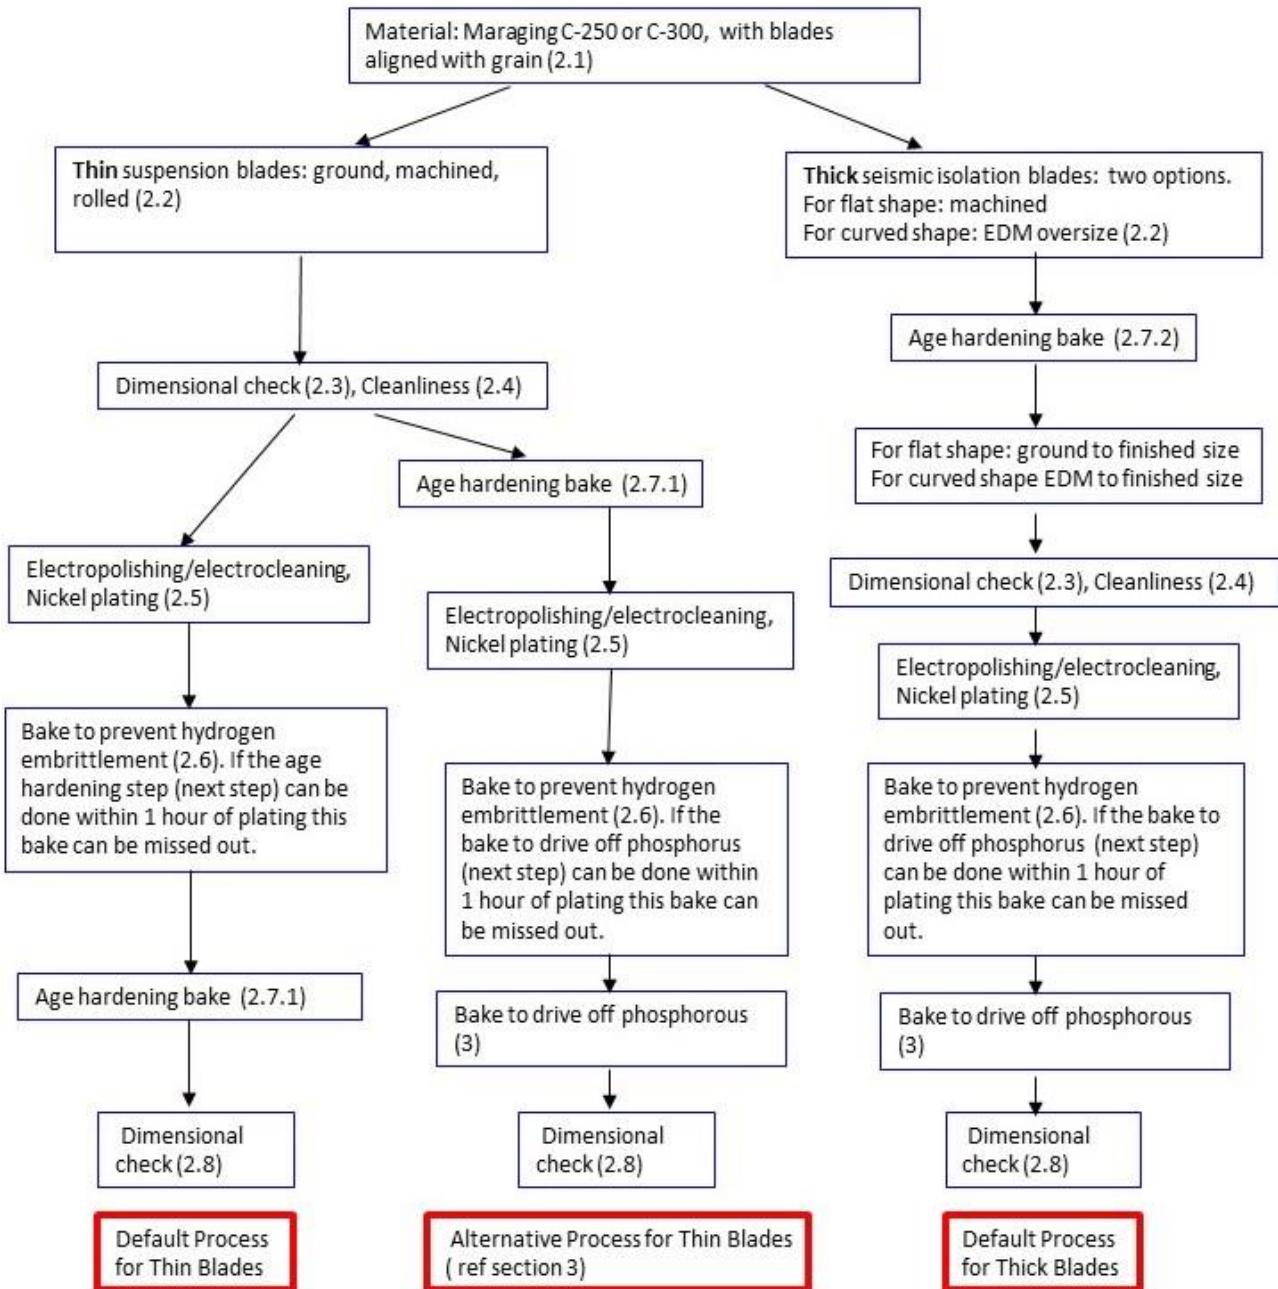 Material: Maraging C-250 or C-300, with blades
aligned with grain (2.1)
Thin suspension blades: ground, machined,
rolled (2.2)
Thick seismic isolation blades: two options.
For flat shape: machined
For curved shape: EDM oversize (2.2)
Dimensional check (2.3), Cleanliness (2.4)
Age hardening bake (2.7.2)
Age hardening bake (2.7.1)
For flat shape: ground to finished size
For curved shape EDM to finished size
Electropolishing/electrocleaning,
Nickel plating (2.5)
Electropolishing/electrocleaning,
Nickel plating (2.5)
Dimensional check (2.3), Cleanliness (2.4)
Electropolishing/electrocleaning,
Nickel plating (2.5)
Bake to prevent hydrogen
embrittlement (2.6). If the age
hardening step (next step) can be
done within 1 hour of plating this
bake can be missed out.
Bake to prevent hydrogen
embrittlement (2.6). If the
bake to drive off phosphorus
(next step) can be done within
1 hour of plating this bake can
be missed out.
Bake to prevent hydrogen
embrittlement (2.6). If the bake to
drive off phosphorus (next step)
can be done within 1 hour of
plating this bake can be missed
out.
Age hardening bake (2.7.1)
Bake to drive off phosphorous
(3)
Bake to drive off phosphorous
(3)
Dimensional
check (2.8)
Dimensional
check (2.8)
Dimensional
check (2.8)
Default Process
for Thin Blades
Alternative Process for Thin Blades
( ref section 3)
Default Process
for Thick Blades